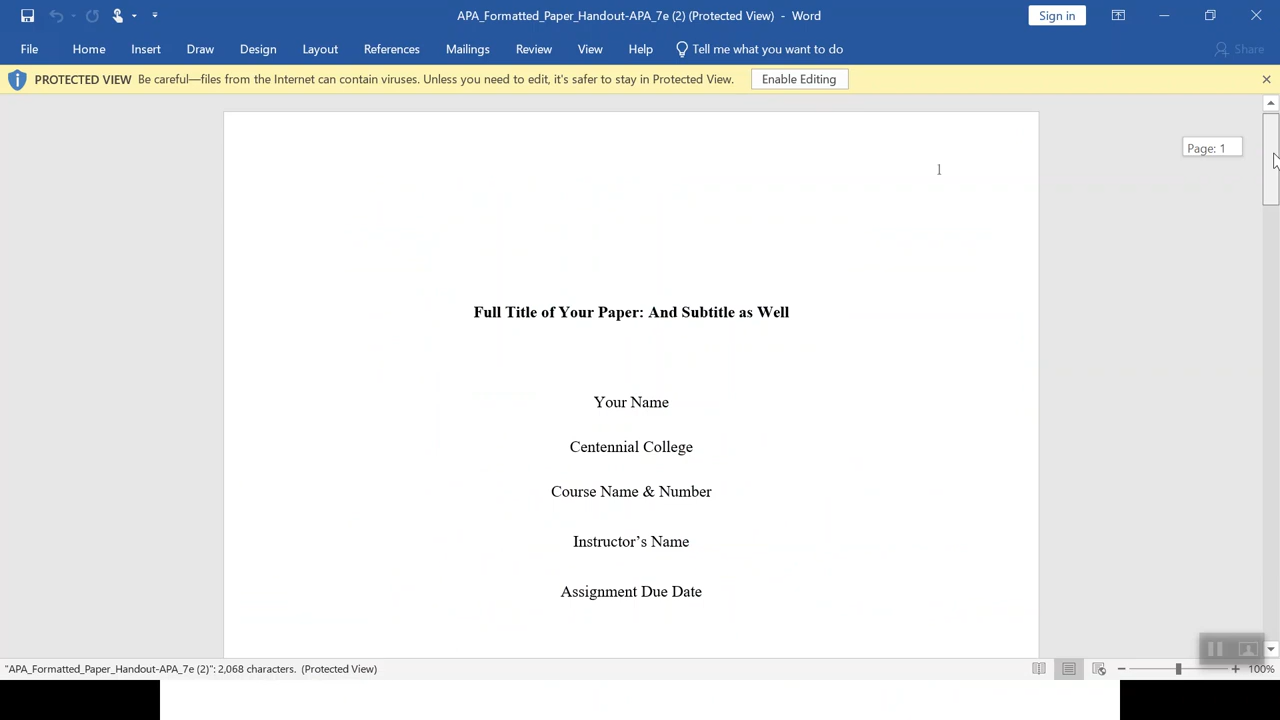 APA_Formatted_Paper_Handout-APA_7e (2) (Protected View) - Word
Sign in
File Home Insert Draw Design Layout References Mailings Review View Help Tell me what you want to do Share
PROTECTED VIEW Be careful—files from the Internet can contain viruses. Unless you need to edit, it's safer to stay in Protected View. Enable Editing
Page: 1
1
Full Title of Your Paper: And Subtitle as Well
Your Name
Centennial College
Course Name & Number
Instructor’s Name
Assignment Due Date
"APA_Formatted_Paper_Handout-APA_7e (2)": 2,068 characters. (Protected View)
100%